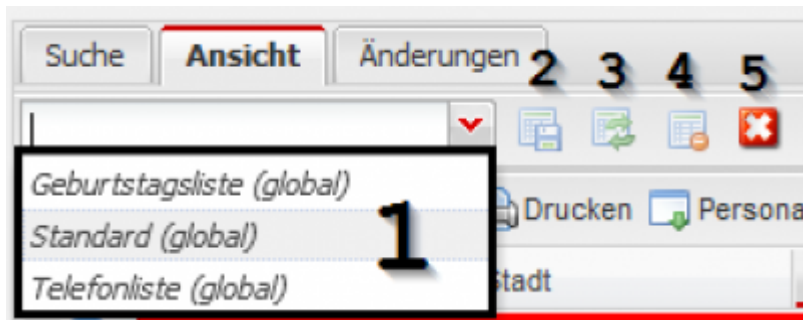 Suche Ansicht Änderungen
2 3 4 5
Geburtstagsliste (global)
Standard (global)
Telefonliste (global)
1
Drucken Persona
Stadt